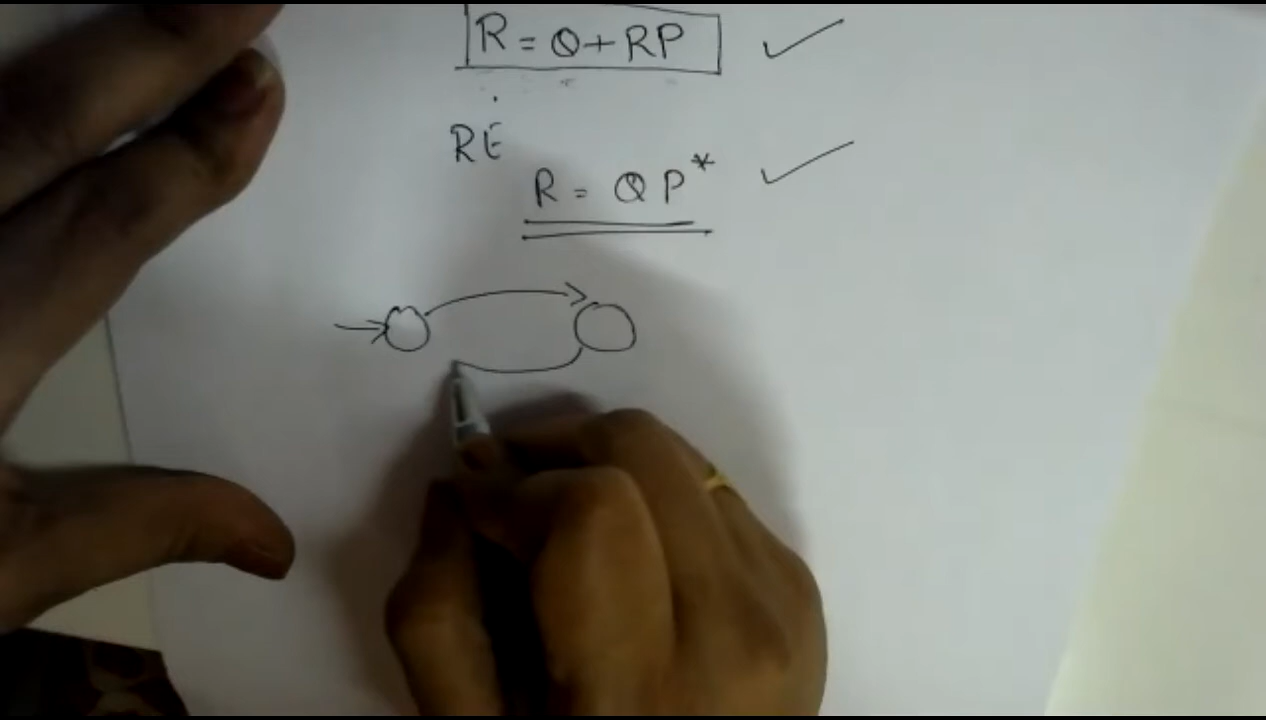 R = Q + RP
RE
R = QP*